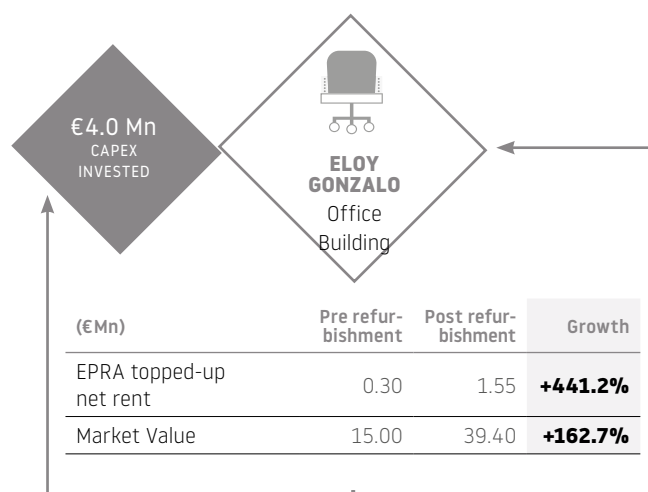 €4.0 Mn
CAPEX
INVESTED
ELOY
GONZALO
Office
Building
(€Mn) Pre refur-bishment Post refur-bishment Growth
EPRA topped-up
net rent 0.30 1.55 +441.2%
Market Value 15.00 39.40 +162.7%